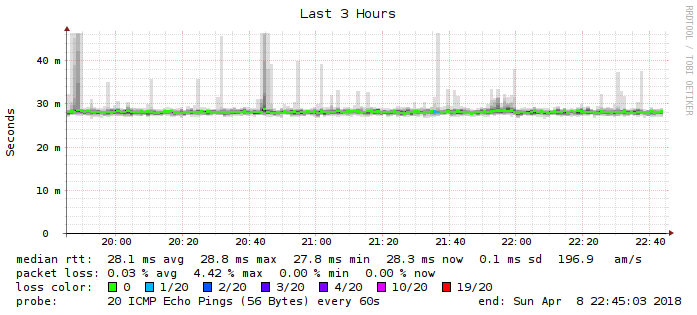 Last 3 Hours
RRDTOOL / TOBI OETIKER
Seconds
40 m
30 m
20 m
10 m
0
20:00 20:20 20:40 21:00 21:20 21:40 22:00 22:20 22:40
median rtt: 28.1 ms avg 28.8 ms max 27.8 ms min 28.3 ms now 0.1 ms sd 196.9 am/s
packet loss: 0.03 % avg 4.42 % max 0.00 % min 0.00 % now
loss color: 0 1/20 2/20 3/20 4/20 10/20 19/20
probe: 20 ICMP Echo Pings (56 Bytes) every 60s end: Sun Apr 8 22:45:03 2018